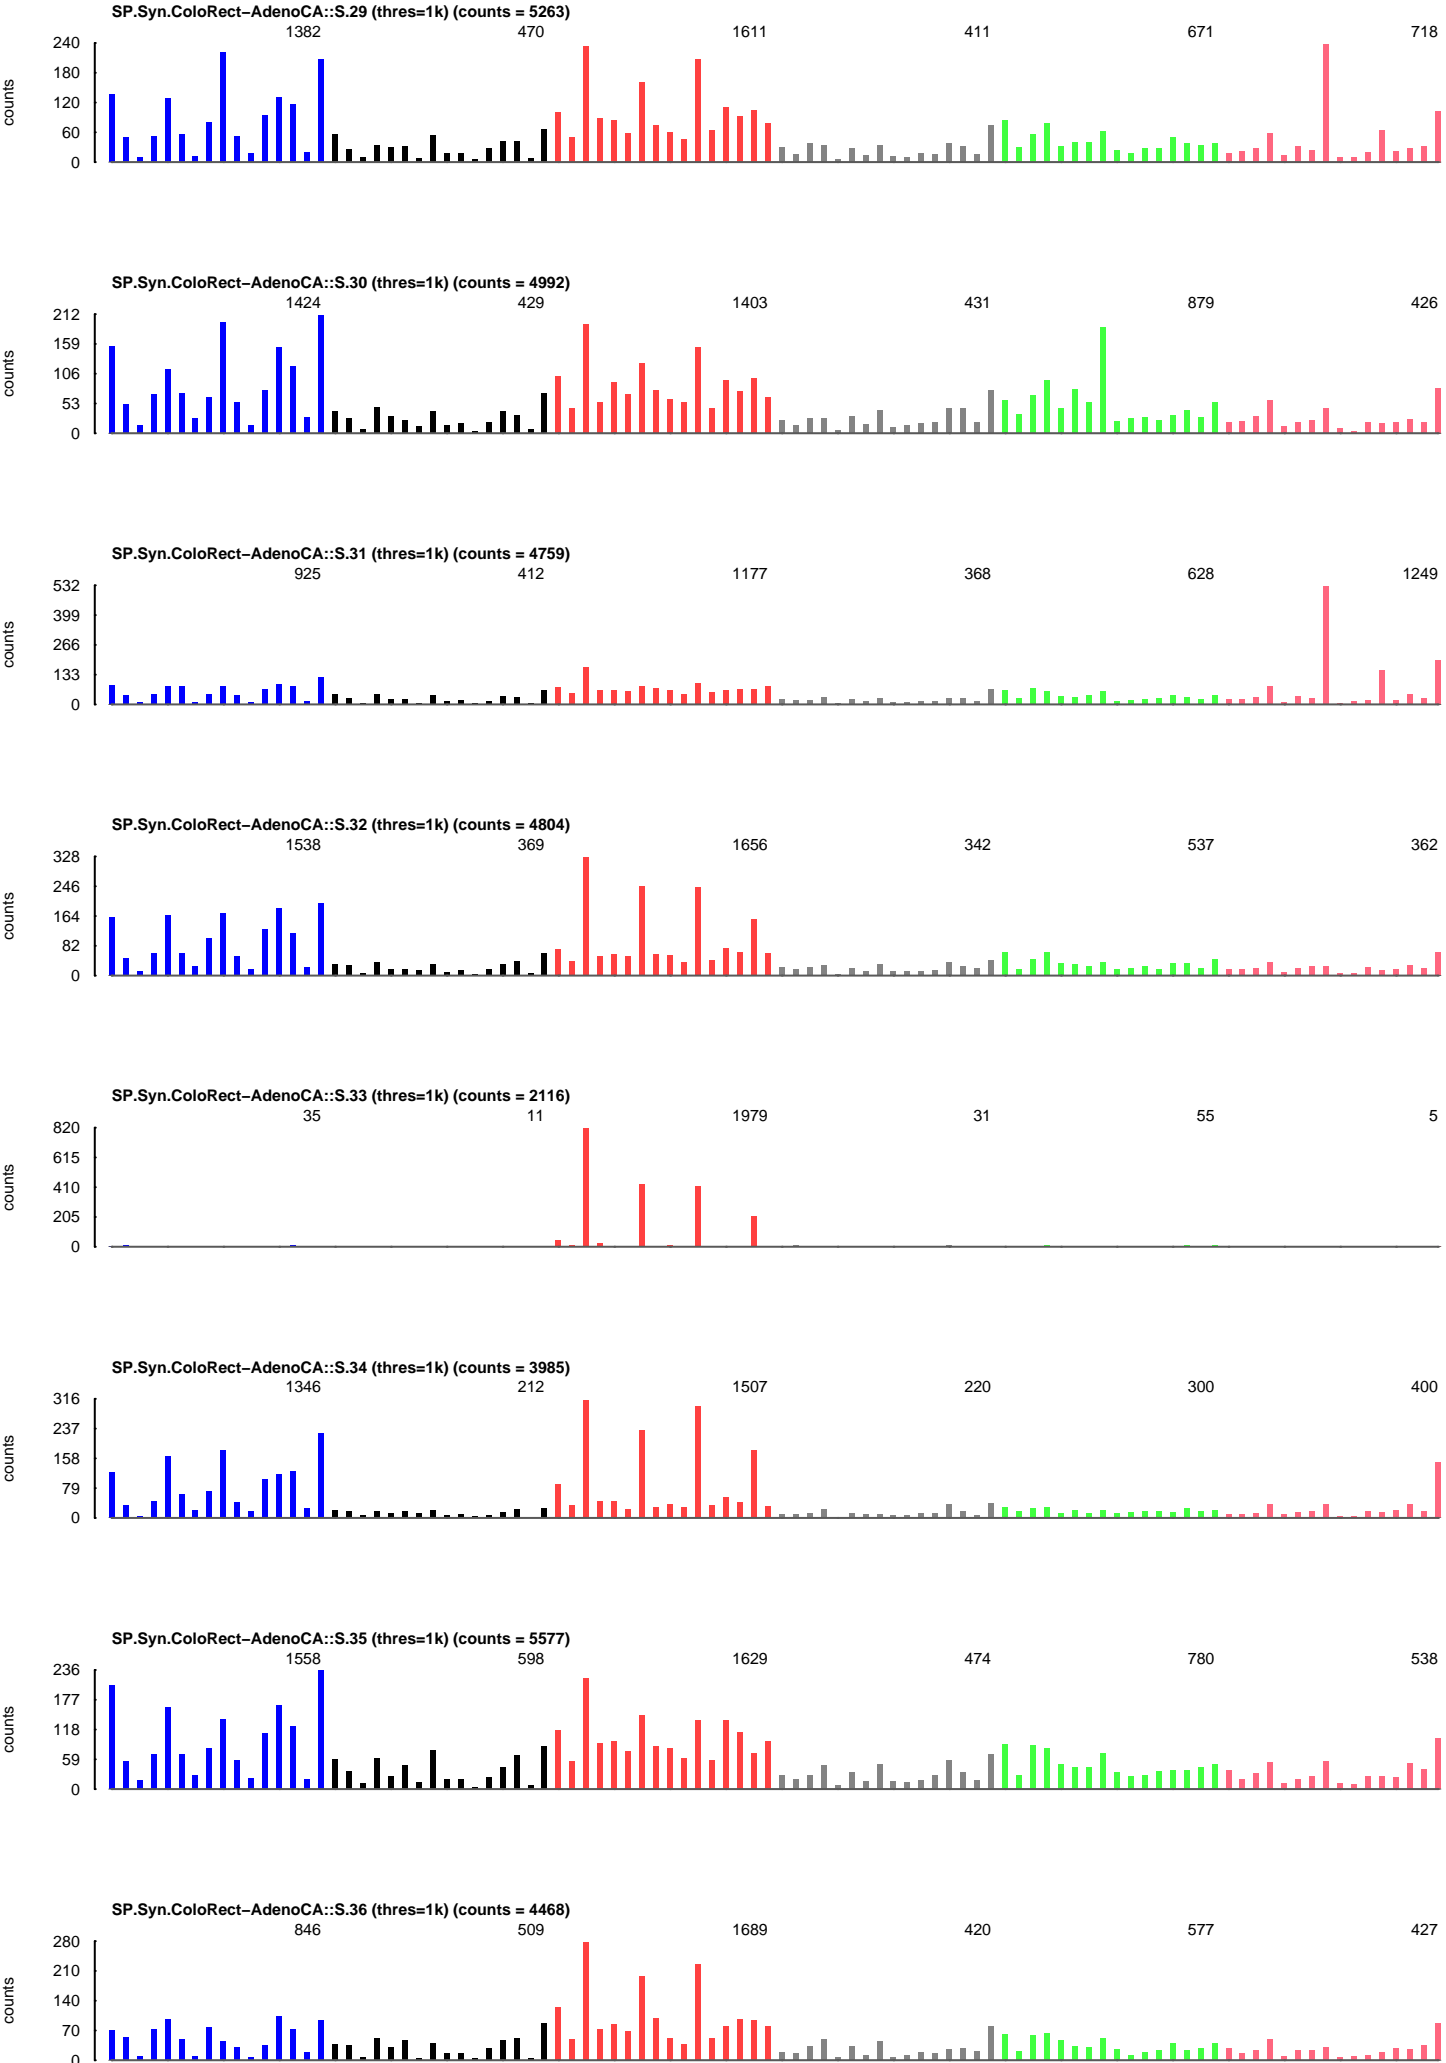 SP.Syn.ColoRect−AdenoCA::S.29 (thres=1k) (counts = 5263)
1382 470 1611 411 671 718
240
180
120
60
0
counts
SP.Syn.ColoRect−AdenoCA::S.30 (thres=1k) (counts = 4992)
1424 429 1403 431 879 426
212
159
106
53
0
counts
SP.Syn.ColoRect−AdenoCA::S.31 (thres=1k) (counts = 4759)
925 412 1177 368 628 1249
532
399
266
133
0
counts
SP.Syn.ColoRect−AdenoCA::S.32 (thres=1k) (counts = 4804)
1538 369 1656 342 537 362
328
246
164
82
0
counts
SP.Syn.ColoRect−AdenoCA::S.33 (thres=1k) (counts = 2116)
35 11 1979 31 55 5
820
615
410
205
0
counts
SP.Syn.ColoRect−AdenoCA::S.34 (thres=1k) (counts = 3985)
1346 212 1507 220 300 400
316
237
158
79
0
counts
SP.Syn.ColoRect−AdenoCA::S.35 (thres=1k) (counts = 5577)
1558 598 1629 474 780 538
236
177
118
59
0
counts
SP.Syn.ColoRect−AdenoCA::S.36 (thres=1k) (counts = 4468)
846 509 1689 420 577 427
280
210
140
70
0
counts